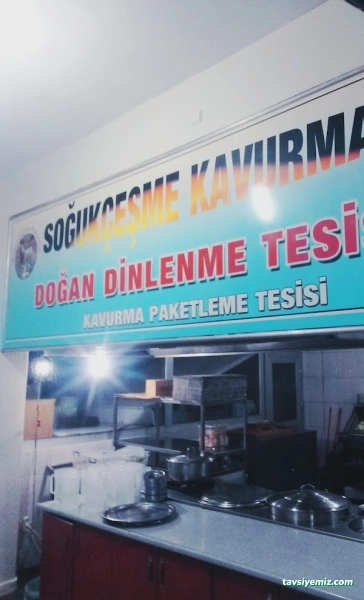 SOĞUKÇEŞME KAVURMA
DOĞAN DİNLENME TESİS
KAVURMA PAKETLEME TESİSİ
tavsiyemiz.com